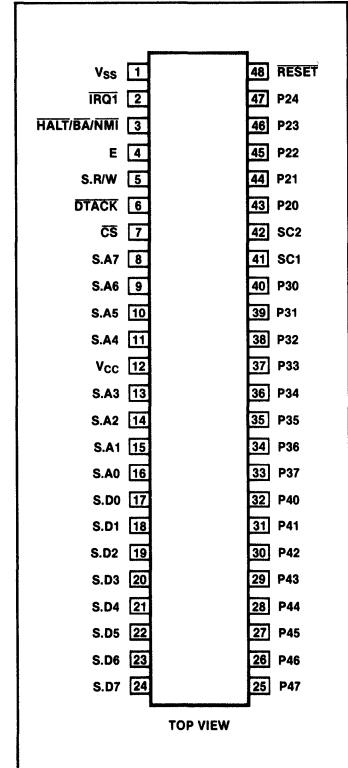 VSS 1 48 RESET
IRQ1 2 47 P24
HALT/BA/NMI 3 46 P23
E 4 45 P22
S.R/W 5 44 P21
DTACK 6 43 P20
CS 7 42 SC2
S.A7 8 41 SC1
S.A6 9 40 P30
S.A5 10 39 P31
S.A4 11 38 P32
VCC 12 37 P33
S.A3 13 36 P34
S.A2 14 35 P35
S.A1 15 34 P36
S.A0 16 33 P37
S.D0 17 32 P40
S.D1 18 31 P41
S.D2 19 30 P42
S.D3 20 29 P43
S.D4 21 28 P44
S.D5 22 27 P45
S.D6 23 26 P46
S.D7 24 25 P47
TOP VIEW